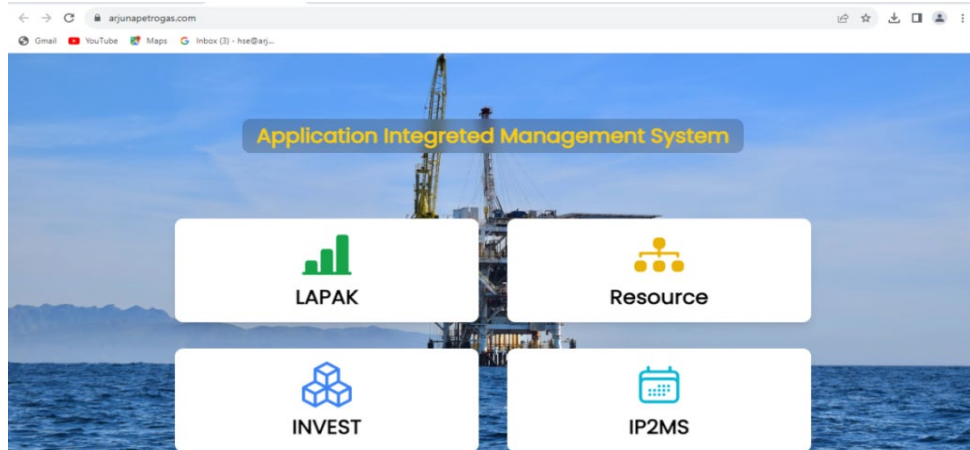 arjunapetrogas.com
Gmail YouTube Maps Inbox (3) - hse@arj...
Application Integreted Management System
LAPAK
Resource
INVEST
IP2MS